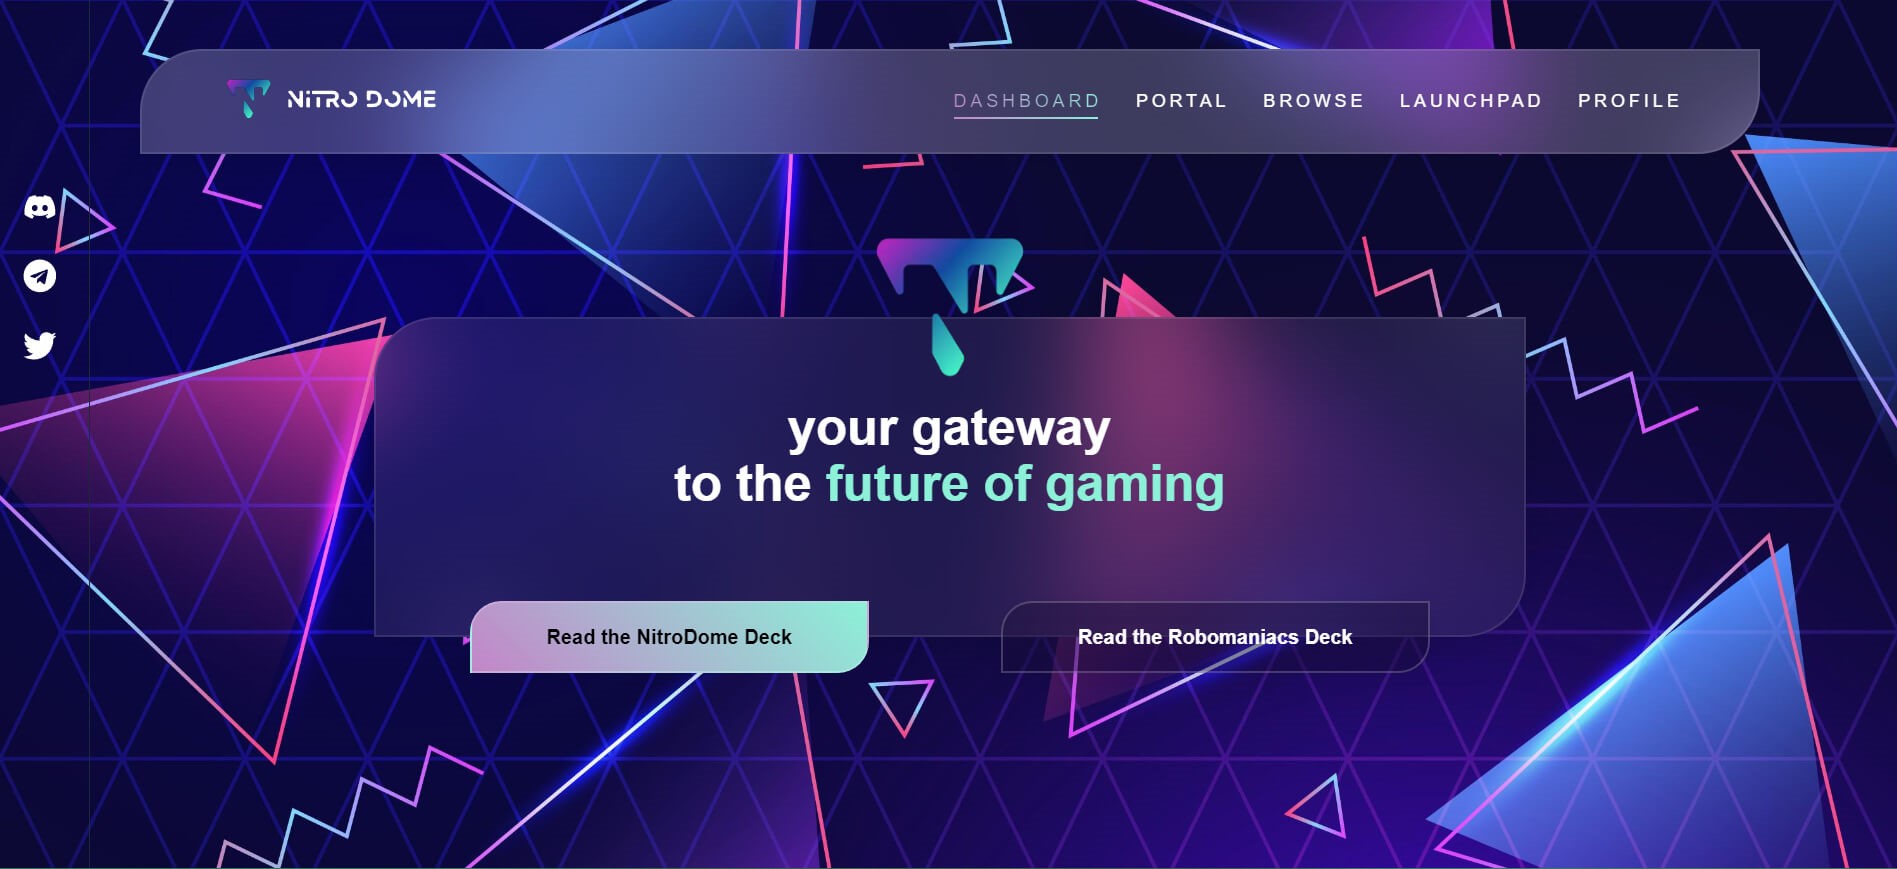 NiTRO DOME
DASHBOARD PORTAL BROWSE LAUNCHPAD PROFILE
your gateway
to the future of gaming
Read the NitroDome Deck
Read the Robomaniacs Deck